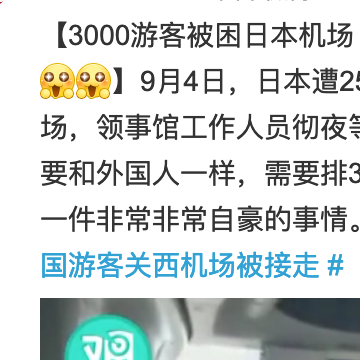 【3000游客被困日本机场
】9月4日，日本遭25
场，领事馆工作人员彻夜等
要和外国人一样，需要排3
一件非常非常自豪的事情。
国游客关西机场被接走 #